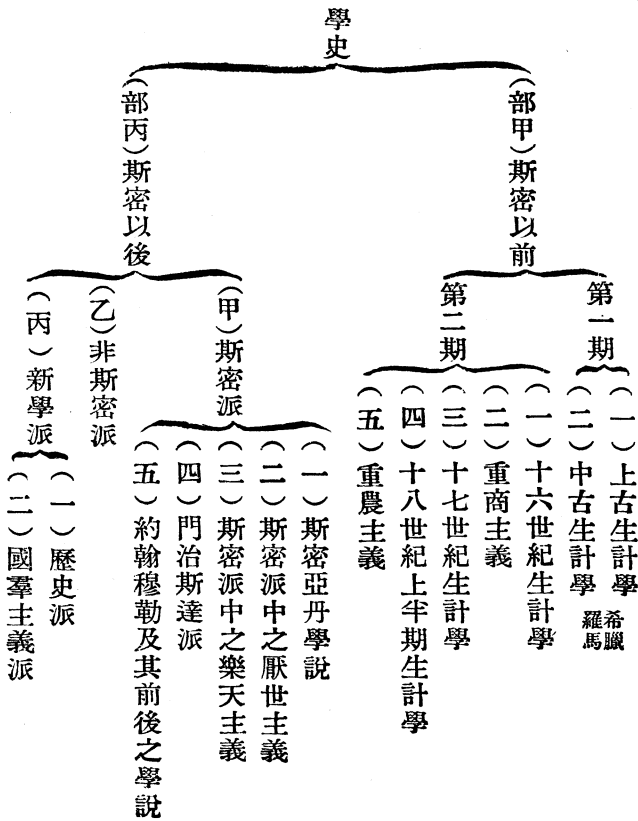 學史
（部甲）斯密以前
第一期
（一）上古生計學
希臘
羅馬
（二）中古生計學
第二期
（一）十六世紀生計學
（二）重商主義
（三）十七世紀生計學
（四）十八世紀上半期生計學
（五）重農主義
（部丙）斯密以後
（甲）斯密派
（一）斯密亞丹學說
（二）斯密派中之厭世主義
（三）斯密派中之樂天主義
（四）門治斯達派
（五）約翰穆勒及其前後之學說
（乙）非斯密派
（丙）新學派
（一）歷史派
（二）國羣主義派